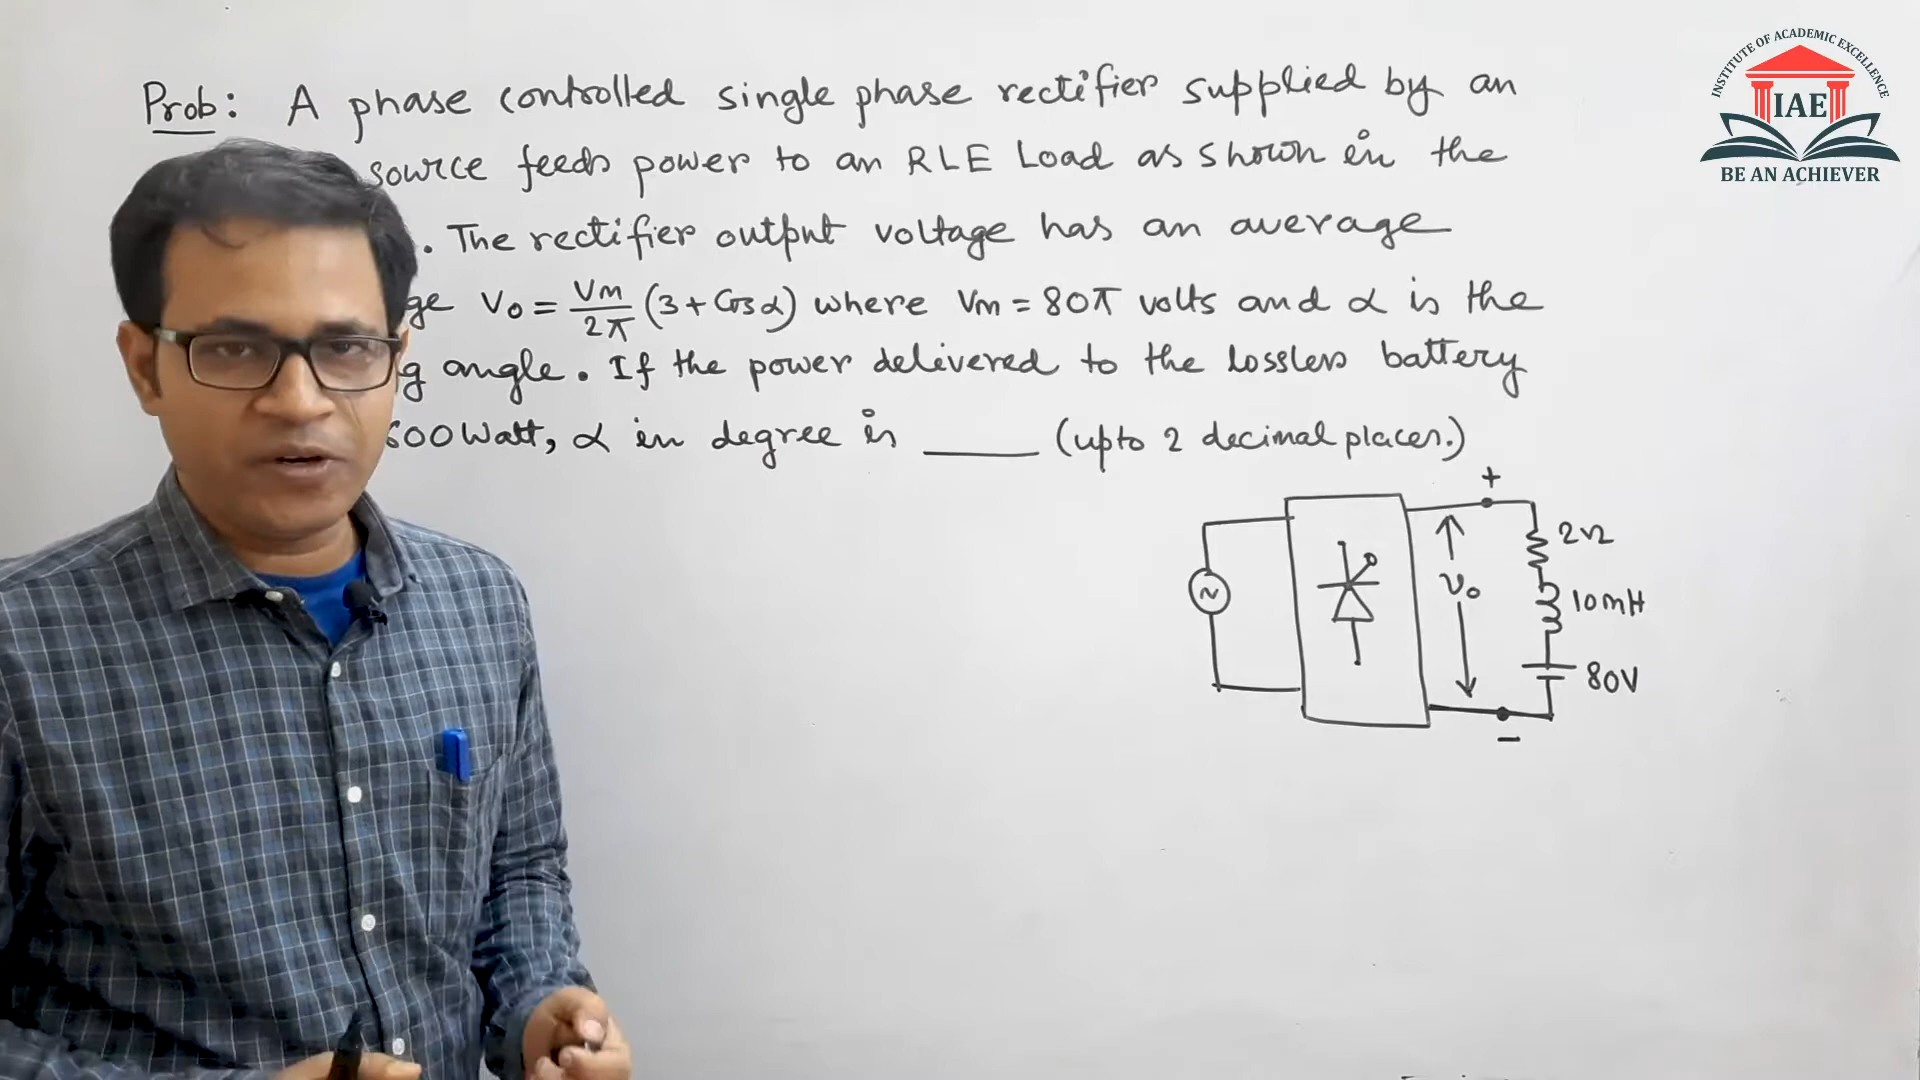 Prob: A phase controlled single phase rectifier supplied by an
source feeds power to an RLE Load as shown in the
. The rectifier output voltage has an average
ge V₀ = Vm/2π (3 + Cosα) where Vm = 80π volts and α is the
g angle. If the power delivered to the lossless battery
600 Watt, α in degree is ____ (upto 2 decimal places.)
+
2Ω
v₀
10mH
~
80V
-
INSTITUTE OF ACADEMIC EXCELLENCE
IAE
BE AN ACHIEVER